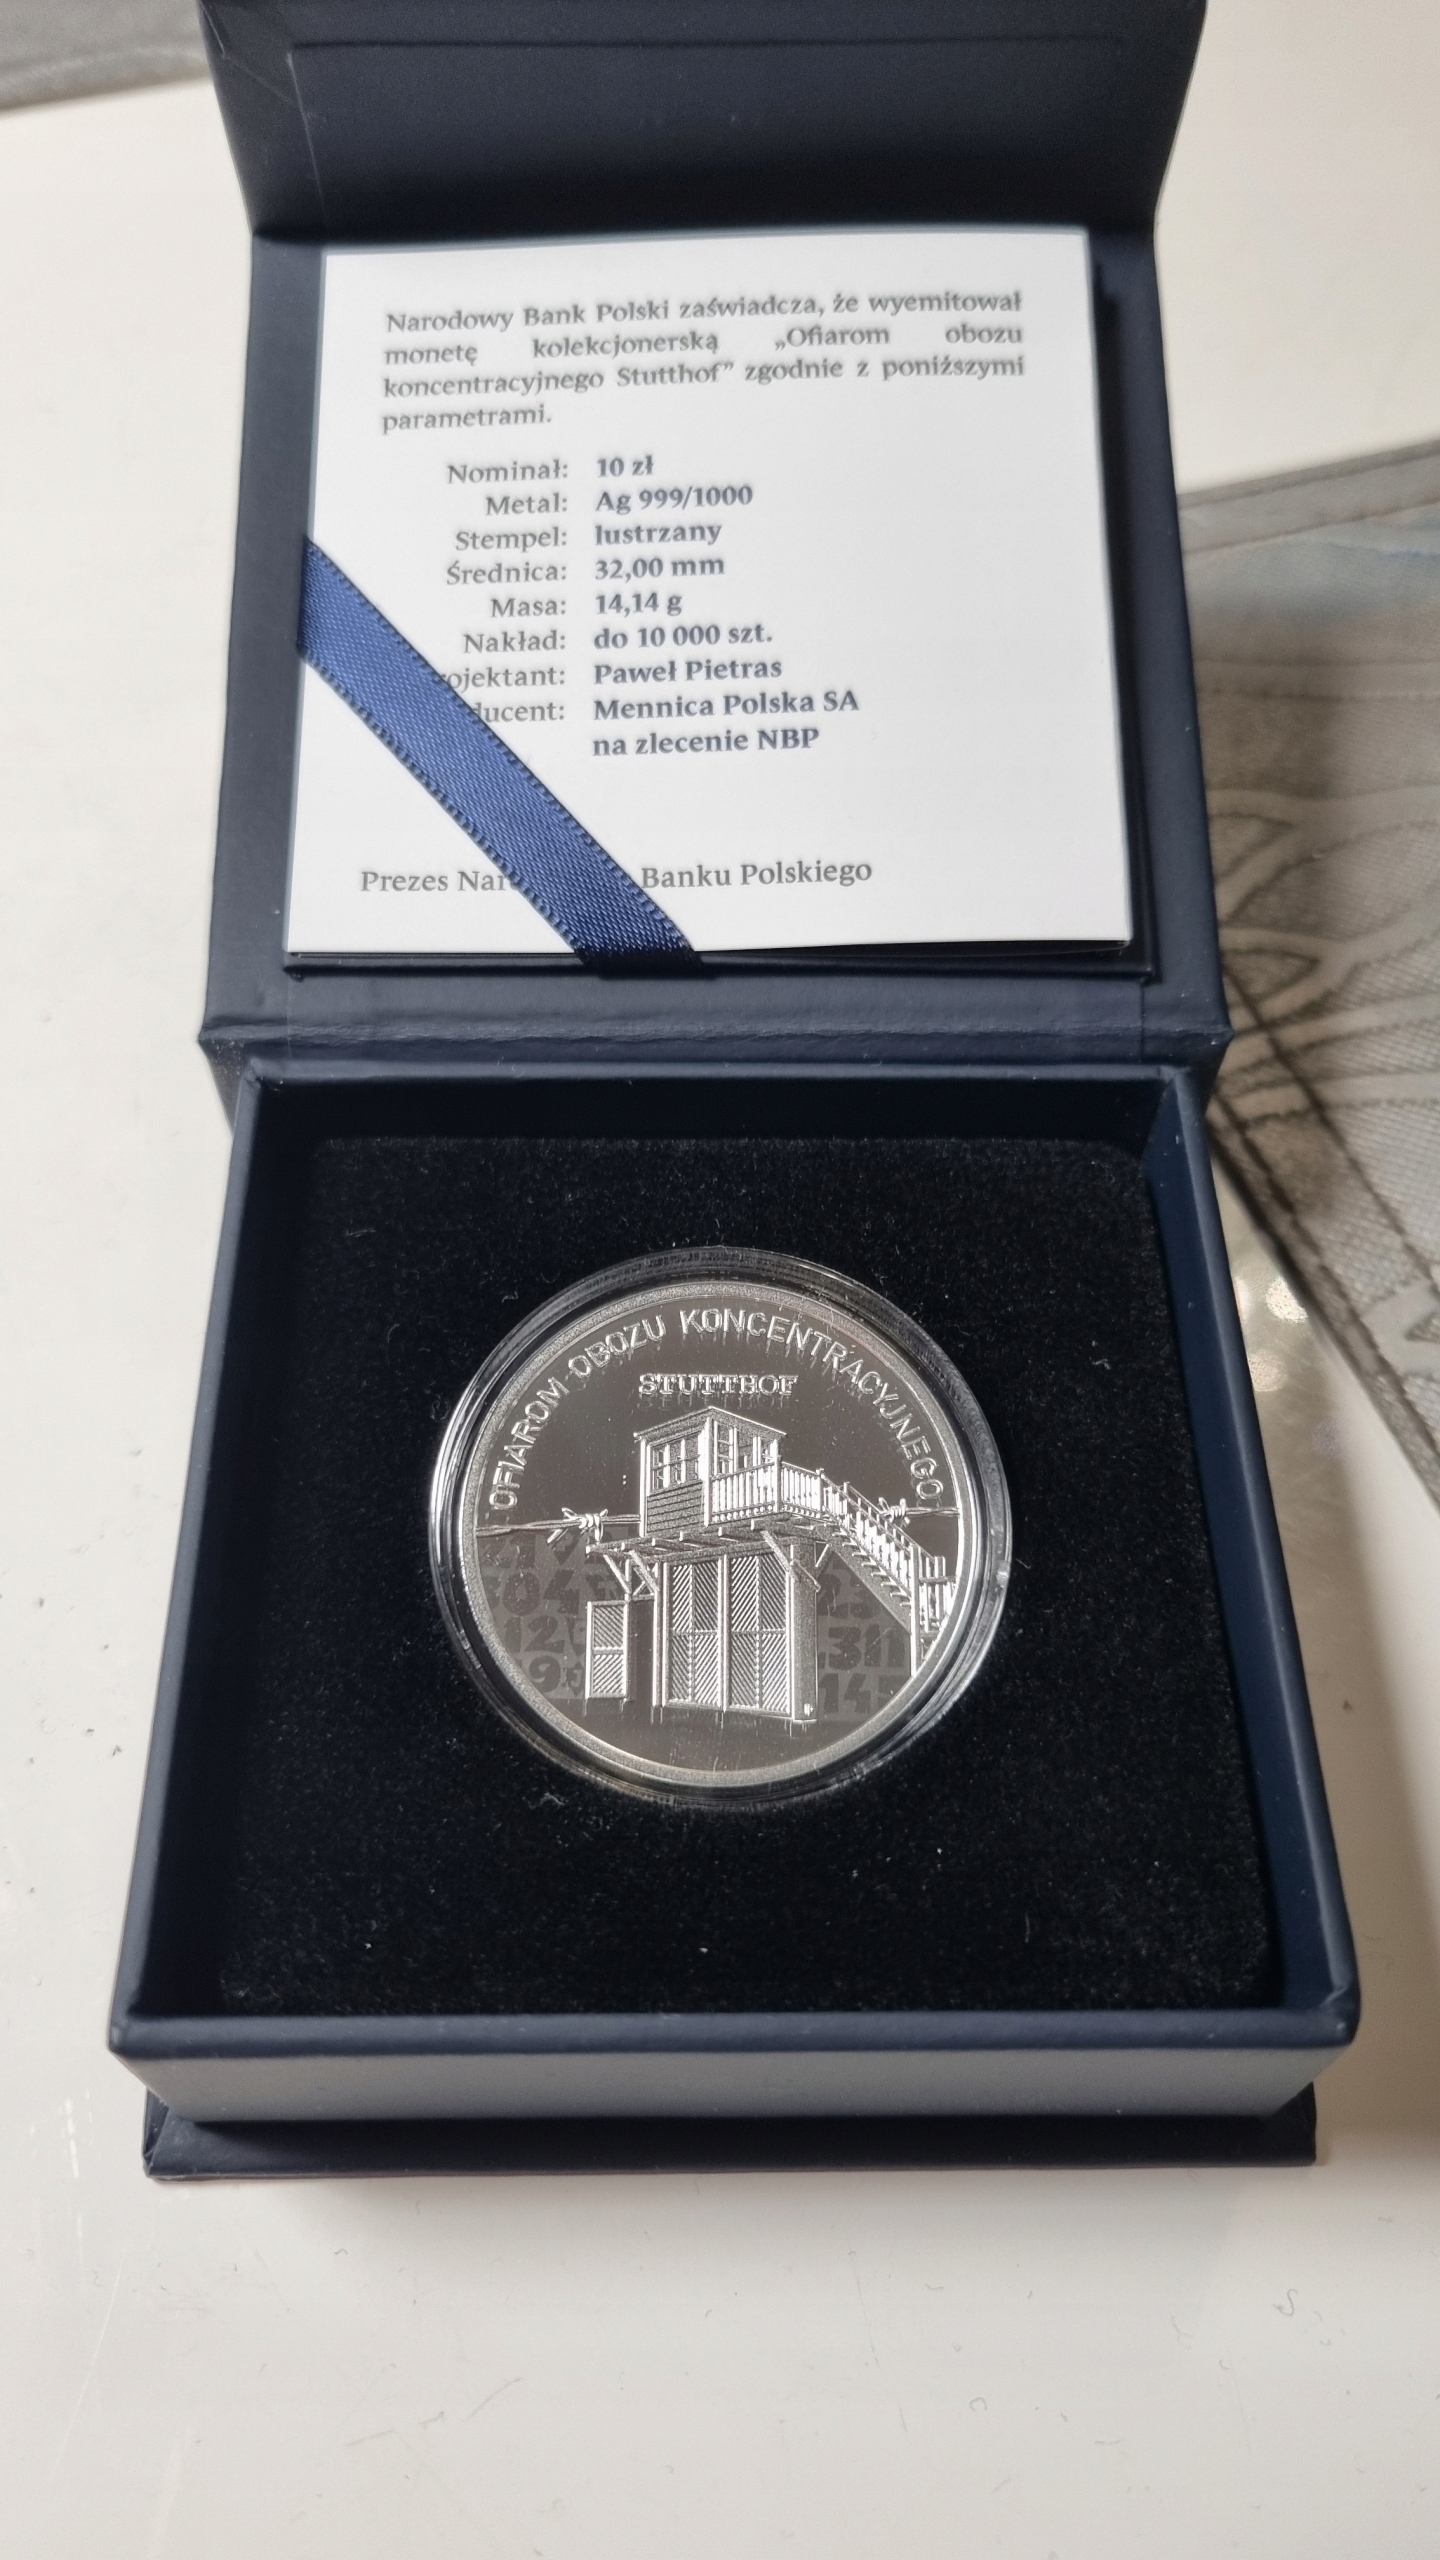 Narodowy Bank Polski zaświadcza, że wyemitował
monetę kolekcjonerską „Ofiarom obozu
koncentracyjnego Stutthof” zgodnie z poniższymi
parametrami.
Nominał: 10 zł
Metal: Ag 999/1000
Stempel: lustrzany
Średnica: 32,00 mm
Masa: 14,14 g
Nakład: do 10 000 szt.
ojektant: Paweł Pietras
ducent: Mennica Polska SA
na zlecenie NBP
Prezes Banku Polskiego
OFIAROM OBOZU KONCENTRACYJNEGO
STUTTHOF